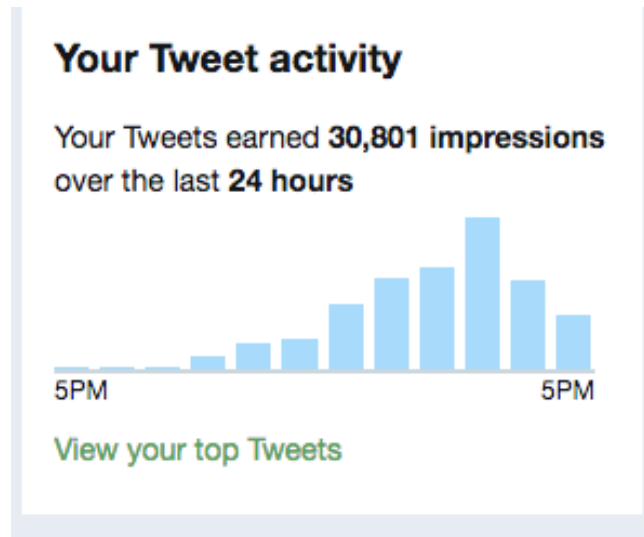 Your Tweet activity
Your Tweets earned 30,801 impressions
over the last 24 hours
5PM 5PM
View your top Tweets